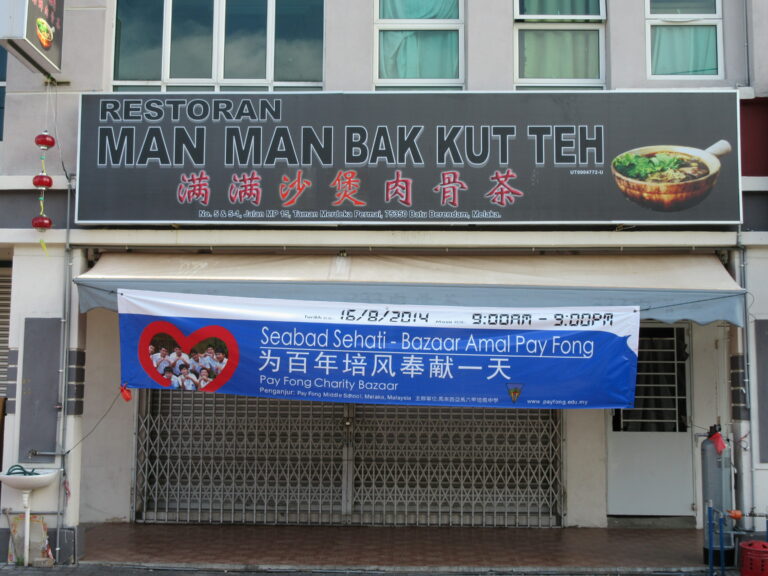 RESTORAN
MAN MAN BAK KUT TEH
UT9904772-U
满满沙煲肉骨茶
No. 5 & 5-1, Jalan MP 15, Taman Merdeka Permai, 75350 Batu Berendam, Melaka.
16/8/2014 9:00AM - 9:00PM
Seabad Sehati - Bazaar Amal Pay Fong
为百年培风奉献一天
Pay Fong Charity Bazaar
Penganjur: Pay Fong Middle School, Melaka, Malaysia
www.payfong.edu.my